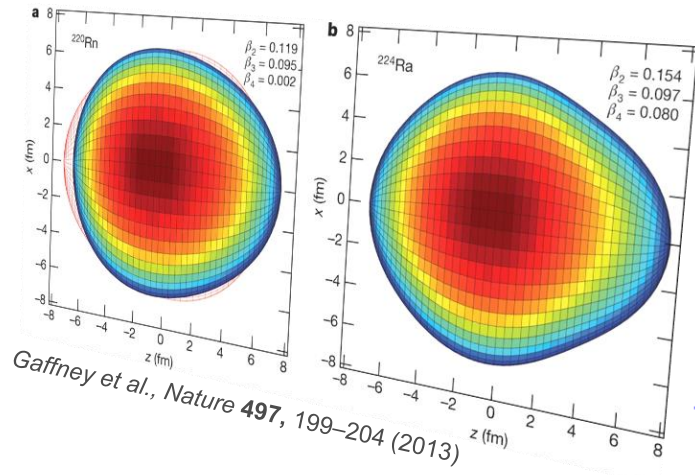 a
²²⁰Rn
β₂ = 0.119
β₃ = 0.095
β₄ = 0.002
x (fm)
8
6
4
2
0
−2
−4
−6
−8
−8 −6 −4 −2 0 2 4 6 8
z (fm)
b
²²⁴Ra
β₂ = 0.154
β₃ = 0.097
β₄ = 0.080
x (fm)
8
6
4
2
0
−2
−4
−6
−8
−8 −6 −4 −2 0 2 4 6 8
z (fm)
Gaffney et al., Nature 497, 199–204 (2013)